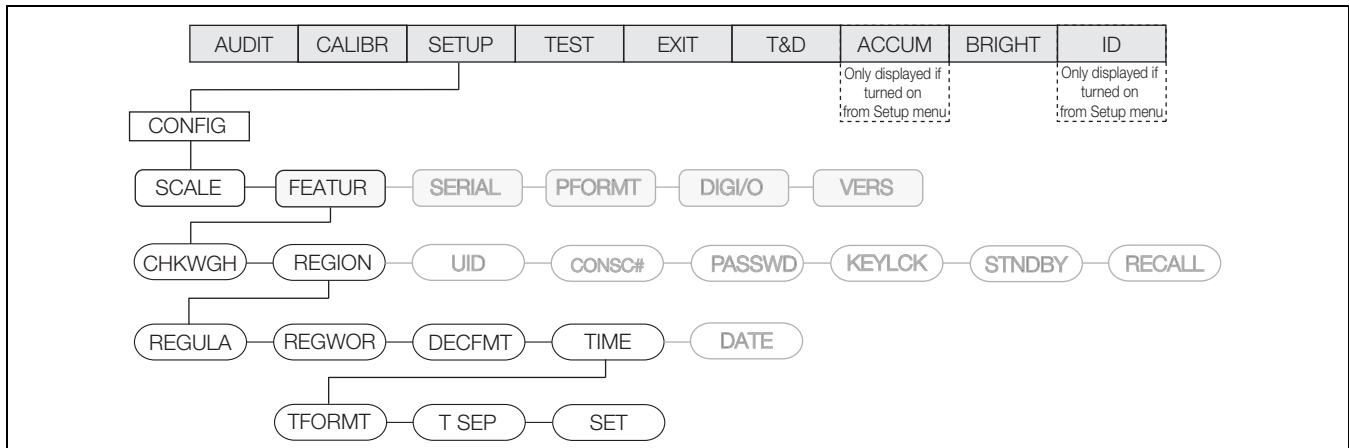 AUDIT CALIBR SETUP TEST EXIT T&D ACCUM BRIGHT ID
Only displayed if turned on from Setup menu
Only displayed if turned on from Setup menu
CONFIG
SCALE FEATUR SERIAL PFORMT DIGI/O VERS
CHKWGH REGION UID CONSC# PASSWD KEYLCK STNDBY RECALL
REGULA REGWOR DECFMT TIME DATE
TFORMT T SEP SET